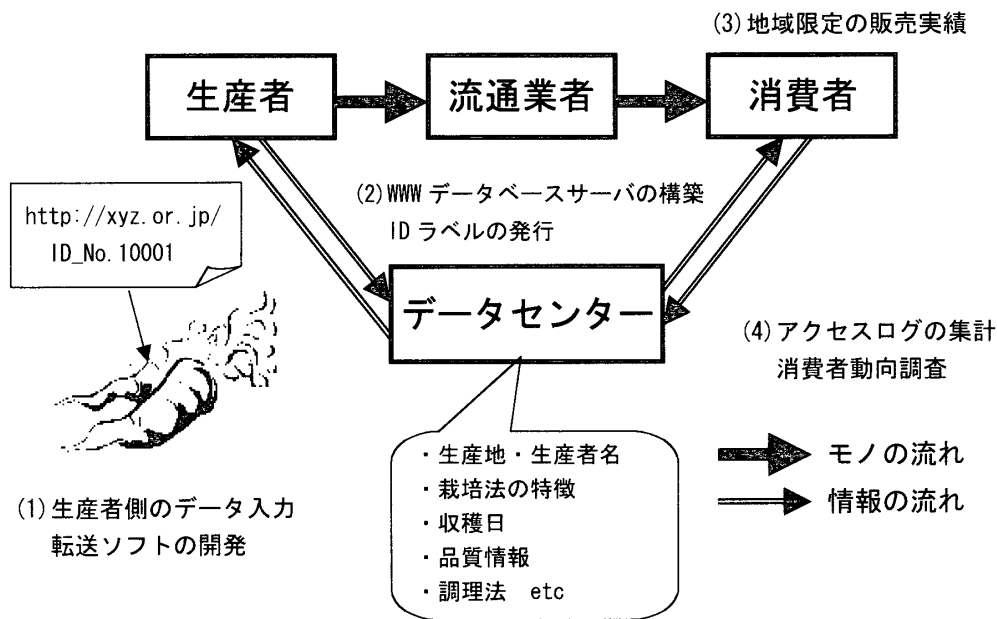 (3)地域限定の販売実績
生産者
流通業者
消費者
(2)WWWデータベースサーバの構築
IDラベルの発行
http://xyz.or.jp/
ID_No.10001
データセンター
(4)アクセスログの集計
消費者動向調査
・生産地・生産者名
・栽培法の特徴
・収穫日
・品質情報
・調理法 etc
モノの流れ
情報の流れ
(1)生産者側のデータ入力
転送ソフトの開発